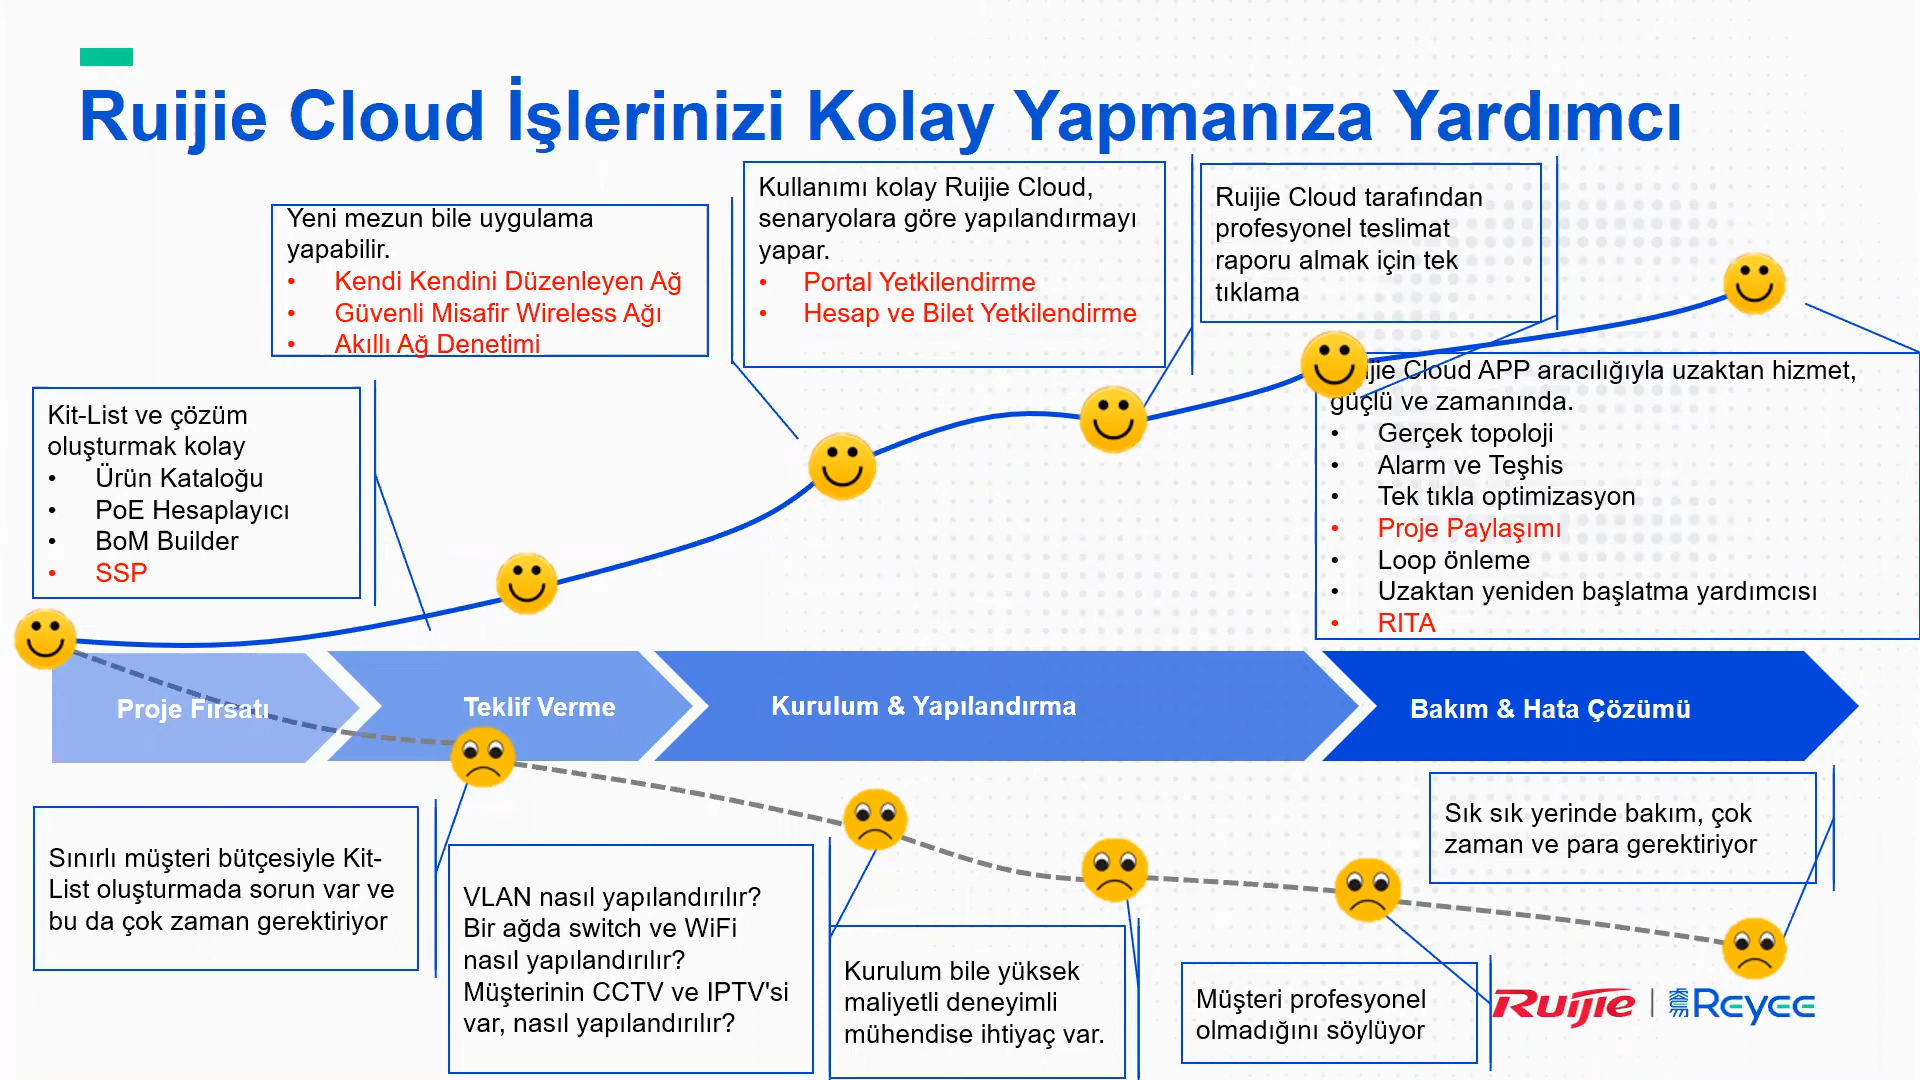 Ruijie Cloud İşlerinizi Kolay Yapmanıza Yardımcı
Yeni mezun bile uygulama
yapabilir.
• Kendi Kendini Düzenleyen Ağ
• Güvenli Misafir Wireless Ağı
• Akıllı Ağ Denetimi
Kullanımı kolay Ruijie Cloud,
senaryolara göre yapılandırmayı
yapar.
• Portal Yetkilendirme
• Hesap ve Bilet Yetkilendirme
Ruijie Cloud tarafından
profesyonel teslimat
raporu almak için tek
tıklama
Kit-List ve çözüm
oluşturmak kolay
• Ürün Kataloğu
• PoE Hesaplayıcı
• BoM Builder
• SSP
Cloud APP aracılığıyla uzaktan hizmet,
güçlü ve zamanında.
• Gerçek topoloji
• Alarm ve Teşhis
• Tek tıkla optimizasyon
• Proje Paylaşımı
• Loop önleme
• Uzaktan yeniden başlatma yardımcısı
• RITA
Proje Fırsatı
Teklif Verme
Kurulum & Yapılandırma
Bakım & Hata Çözümü
Sınırlı müşteri bütçesiyle Kit-
List oluşturmada sorun var ve
bu da çok zaman gerektiriyor
VLAN nasıl yapılandırılır?
Bir ağda switch ve WiFi
nasıl yapılandırılır?
Müşterinin CCTV ve IPTV'si
var, nasıl yapılandırılır?
Kurulum bile yüksek
maliyetli deneyimli
mühendise ihtiyaç var.
Müşteri profesyonel
olmadığını söylüyor
Sık sık yerinde bakım, çok
zaman ve para gerektiriyor
Ruijie | 睿易 Reyee